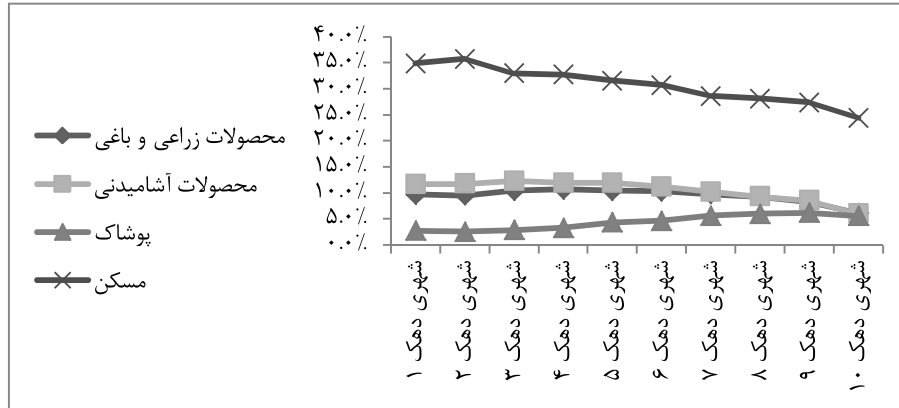 ۴۰.۰٪
۳۵.۰٪
۳۰.۰٪
۲۵.۰٪
۲۰.۰٪
۱۵.۰٪
۱۰.۰٪
۵.۰٪
۰.۰٪
محصولات زراعی و باغی
محصولات آشامیدنی
پوشاک
مسکن
شهری دهک ۱
شهری دهک ۲
شهری دهک ۳
شهری دهک ۴
شهری دهک ۵
شهری دهک ۶
شهری دهک ۷
شهری دهک ۸
شهری دهک ۹
شهری دهک ۱۰